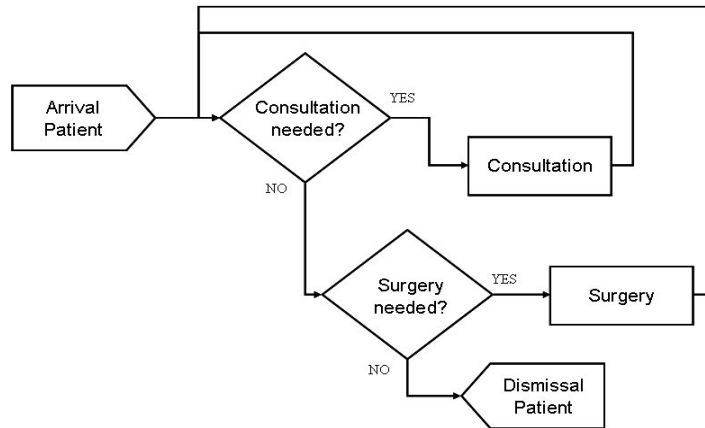 Arrival
Patient
Consultation
needed?
YES
Consultation
NO
Surgery
needed?
YES
Surgery
NO
Dismissal
Patient